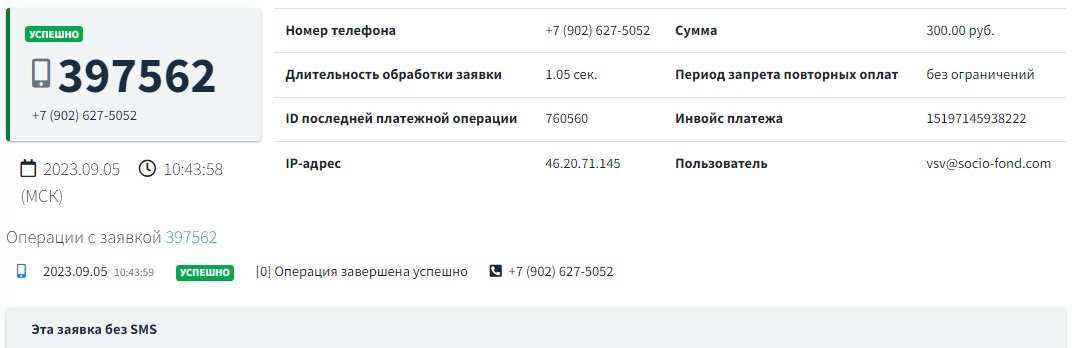 УСПЕШНО
397562
+7 (902) 627-5052
2023.09.05 10:43:58
(МСК)
Номер телефона +7 (902) 627-5052 Сумма 300.00 руб.
Длительность обработки заявки 1.05 сек. Период запрета повторных оплат без ограничений
ID последней платежной операции 760560 Инвойс платежа 15197145938222
IP-адрес 46.20.71.145 Пользователь vsv@socio-fond.com
Операции с заявкой 397562
2023.09.05 10:43:59 УСПЕШНО [0] Операция завершена успешно +7 (902) 627-5052
Эта заявка без SMS